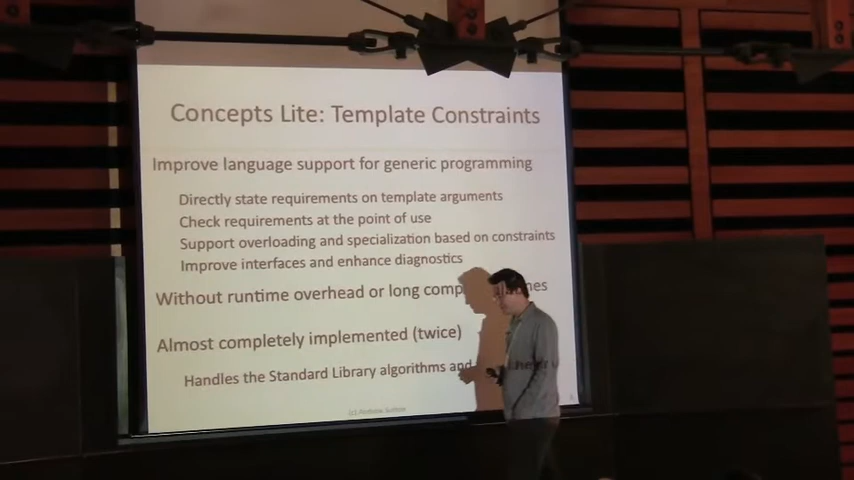 Concepts Lite: Template Constraints
Improve language support for generic programming
Directly state requirements on template arguments
Check requirements at the point of use
Support overloading and specialization based on constraints
Improve interfaces and enhance diagnostics
Without runtime overhead or long comp
Almost completely implemented (twice)
Handles the Standard Library algorithms and
(c) Andrew Sutton